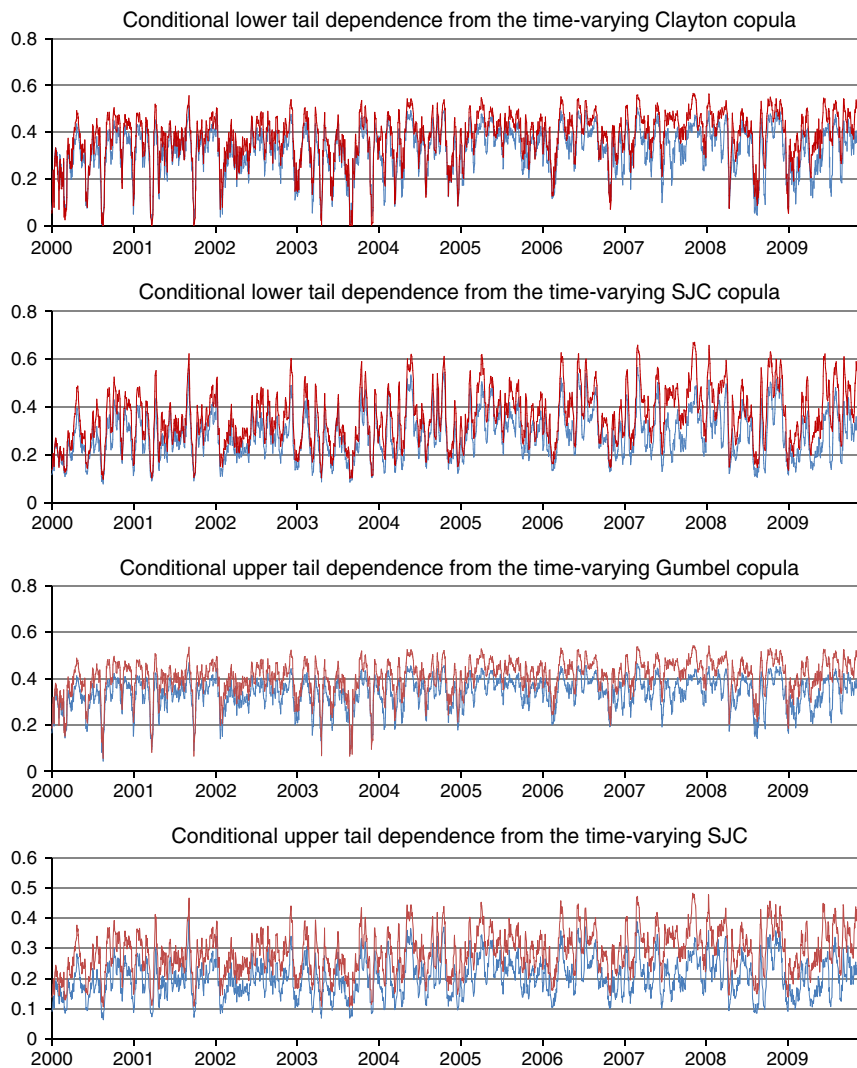 Conditional lower tail dependence from the time-varying Clayton copula
0.8
0.6
0.4
0.2
0
2000 2001 2002 2003 2004 2005 2006 2007 2008 2009
Conditional lower tail dependence from the time-varying SJC copula
0.8
0.6
0.4
0.2
0
2000 2001 2002 2003 2004 2005 2006 2007 2008 2009
Conditional upper tail dependence from the time-varying Gumbel copula
0.8
0.6
0.4
0.2
0
2000 2001 2002 2003 2004 2005 2006 2007 2008 2009
Conditional upper tail dependence from the time-varying SJC
0.6
0.5
0.4
0.3
0.2
0.1
0
2000 2001 2002 2003 2004 2005 2006 2007 2008 2009